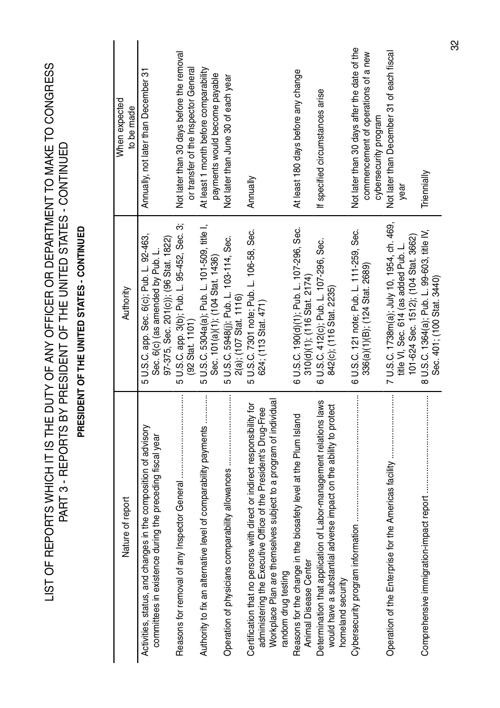 LIST OF REPORTS WHICH IT IS THE DUTY OF ANY OFFICER OR DEPARTMENT TO MAKE TO CONGRESS
PART 3 - REPORTS BY PRESIDENT OF THE UNITED STATES - CONTINUED
PRESIDENT OF THE UNITED STATES - CONTINUED
Nature of report
Authority
When expected
to be made
Activities, status, and changes in the composition of advisory
committees in existence during the preceding fiscal year
5 U.S.C. app. Sec. 6(c); Pub. L. 92-463,
Sec. 6(c) (as amended by Pub. L.
97-375, Sec. 201(c)); (96 Stat. 1822)
Annually, not later than December 31
Reasons for removal of any Inspector General
5 U.S.C. app. 3(b); Pub. L. 95-452, Sec. 3;
(92 Stat. 1101)
Not later than 30 days before the removal
or transfer of the Inspector General
Authority to fix an alternative level of comparability payments
5 U.S.C. 5304a(a); Pub. L. 101-509, title I,
Sec. 101(a)(1); (104 Stat. 1436)
At least 1 month before comparability
payments would become payable
Operation of physicians comparability allowances
5 U.S.C. 5948(j); Pub. L. 103-114, Sec.
2(a); (107 Stat. 1116)
Not later than June 30 of each year
Certification that no persons with direct or indirect responsibility for
administering the Executive Office of the President's Drug-Free
Workplace Plan are themselves subject to a program of individual
random drug testing
5 U.S.C. 7301 note; Pub. L. 106-58, Sec.
624; (113 Stat. 471)
Annually
Reasons for the change in the biosafety level at the Plum Island
Animal Disease Center
6 U.S.C. 190(d)(1); Pub. L. 107-296, Sec.
310(d)(1); (116 Stat. 2174)
At least 180 days before any change
Determination that application of Labor-management relations laws
would have a substantial adverse impact on the ability to protect
homeland security
6 U.S.C. 412(c); Pub. L. 107-296, Sec.
842(c); (116 Stat. 2235)
If specified circumstances arise
Cybersecurity program information
6 U.S.C. 121 note; Pub. L. 111-259, Sec.
336(a)(1)(B); (124 Stat. 2689)
Not later than 30 days after the date of the
commencement of operations of a new
cybersecurity program
Operation of the Enterprise for the Americas facility
7 U.S.C. 1738m(a); July 10, 1954, ch. 469,
title VI, Sec. 614 (as added Pub. L.
101-624 Sec. 1512); (104 Stat. 3662)
Not later than December 31 of each fiscal
year
Comprehensive immigration-impact report
8 U.S.C. 1364(a); Pub. L. 99-603, title IV,
Sec. 401; (100 Stat. 3440)
Triennially
32